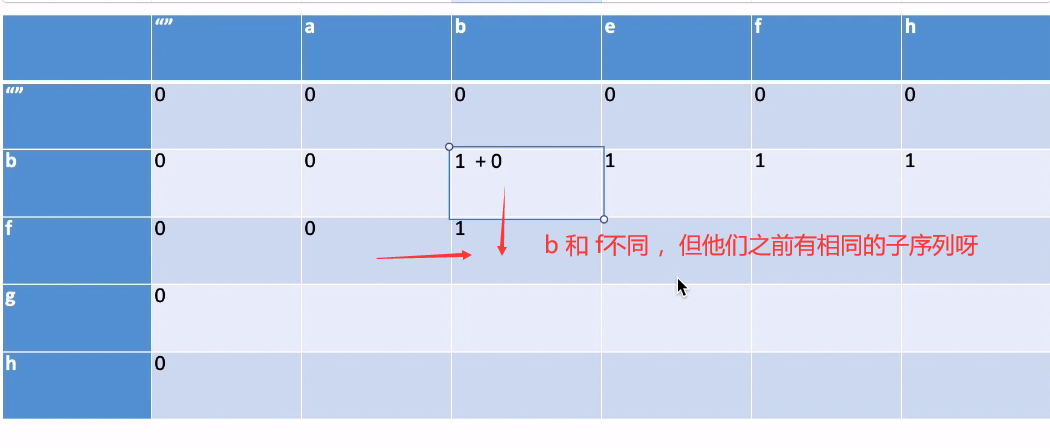 “” a b e f h
“” 0 0 0 0 0 0
b 0 0 1 + 0 1 1 1
f 0 0 1 b 和 f不同 ，但他们之前有相同的子序列呀
g 0
h 0